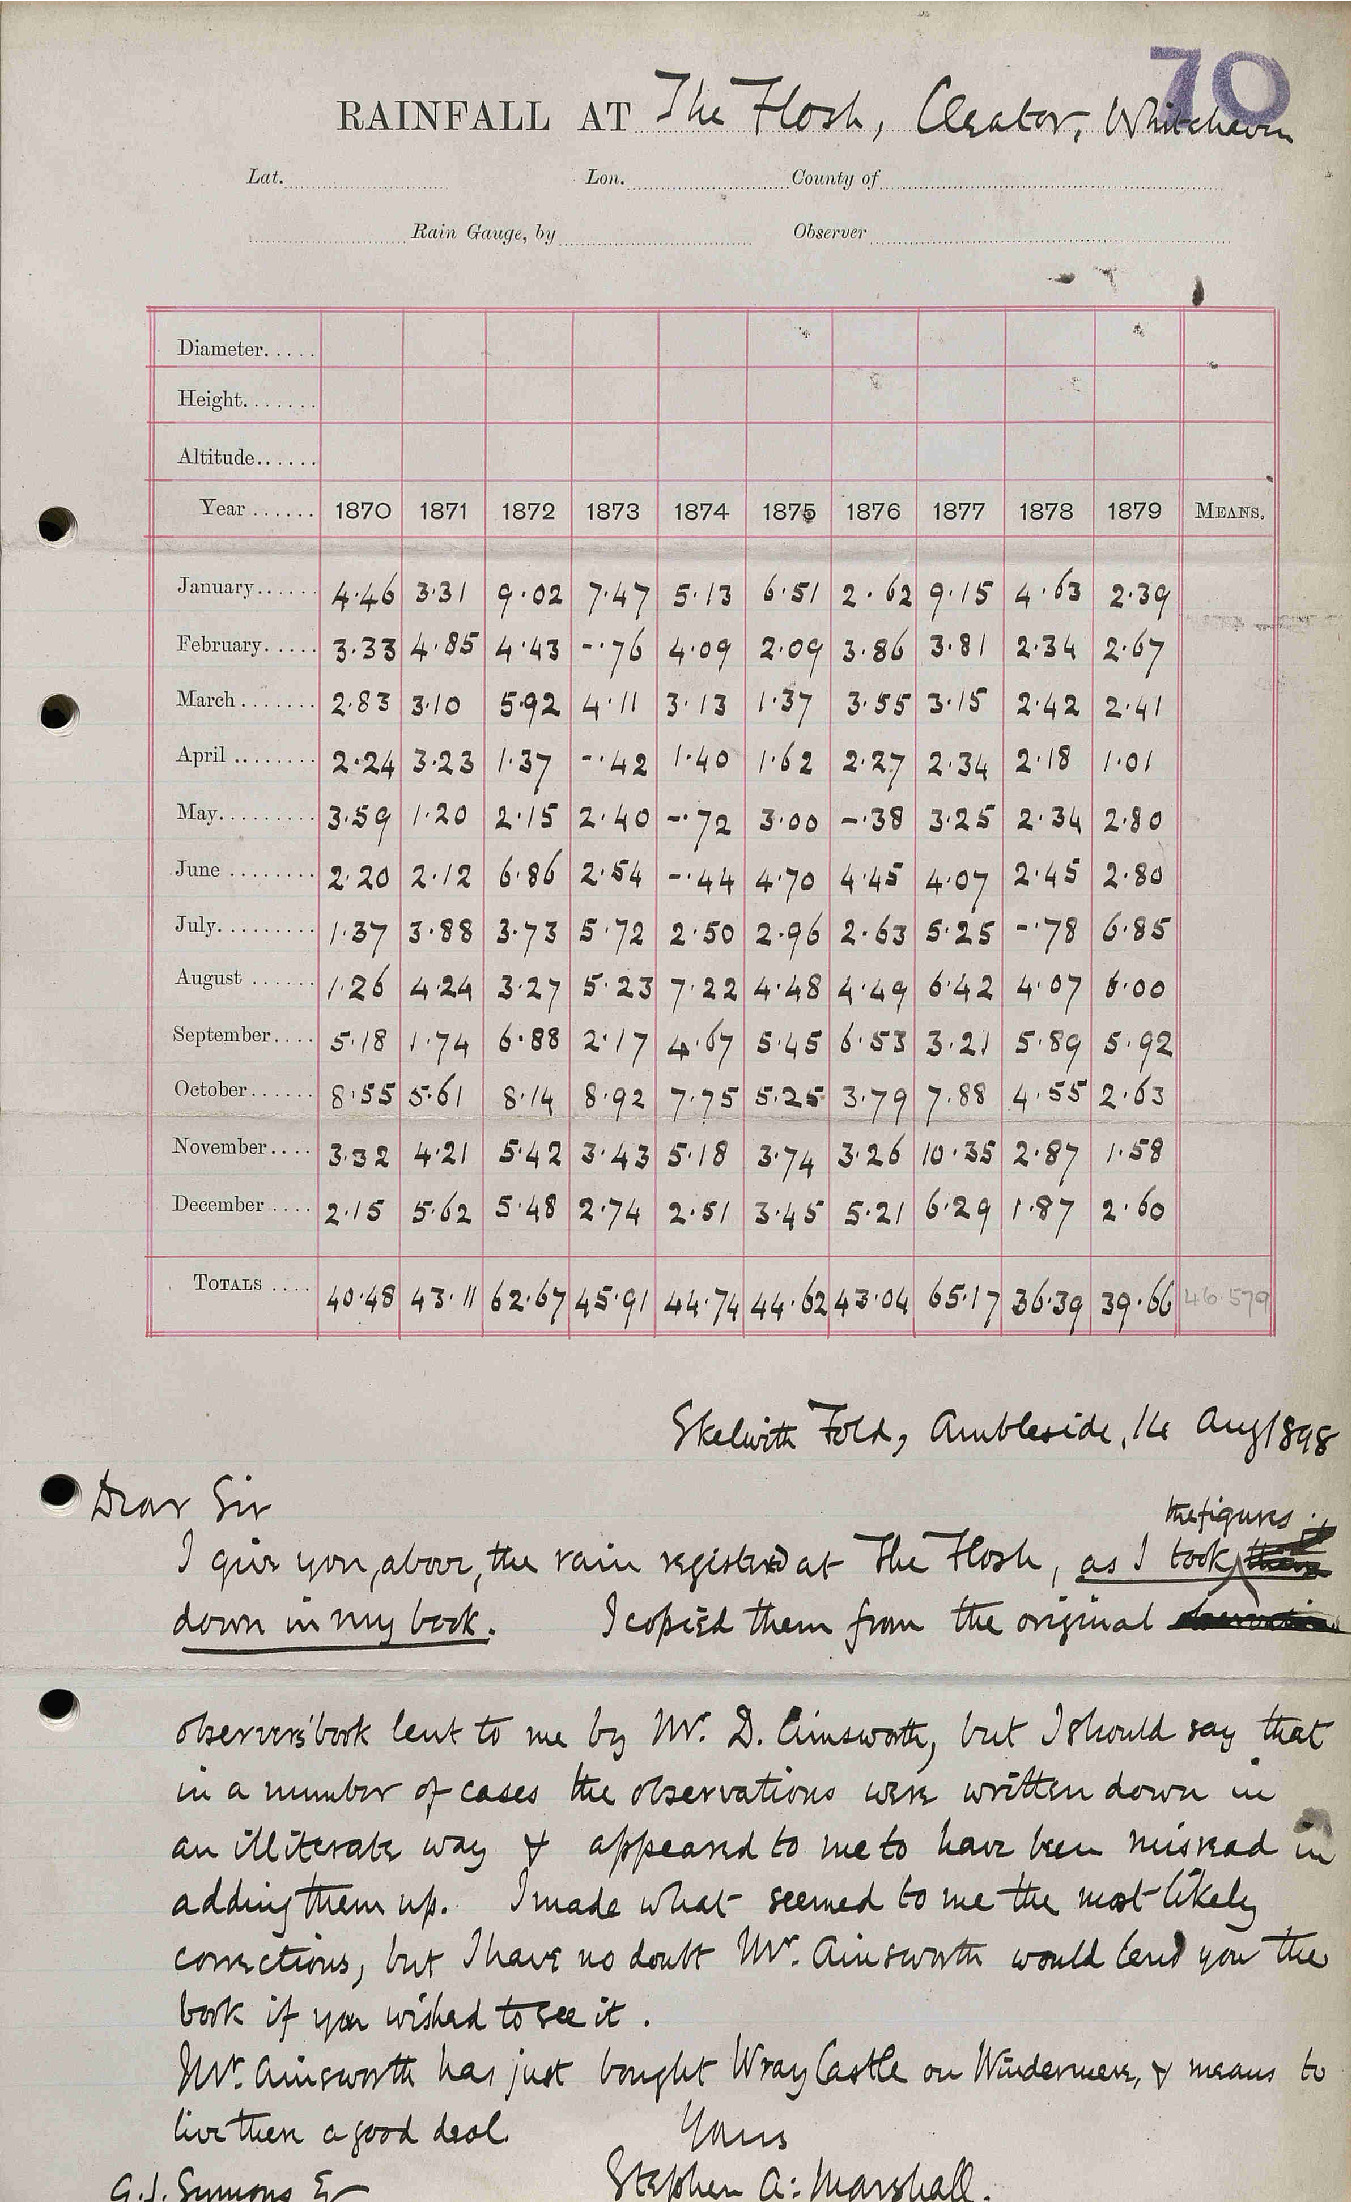 70
RAINFALL AT The Flosh, Cleator, Whitehaven
Lat. Lon. County of
Rain Gauge, by Observer
Diameter.....
Height.......
Altitude......
Year ...... 1870 1871 1872 1873 1874 1875 1876 1877 1878 1879 MEANS.
January...... 4.46 3.31 9.02 7.47 5.13 6.51 2.62 9.15 4.63 2.39
February..... 3.33 4.85 4.43 -.76 4.09 2.09 3.86 3.81 2.34 2.67
March....... 2.83 3.10 5.92 4.11 3.13 1.37 3.55 3.15 2.42 2.41
April ........ 2.24 3.23 1.37 -.42 1.40 1.62 2.27 2.34 2.18 1.01
May......... 3.59 1.20 2.15 2.40 -.72 3.00 -.38 3.25 2.34 2.80
June ........ 2.20 2.12 6.86 2.54 -.44 4.70 4.45 4.07 2.45 2.80
July......... 1.37 3.88 3.73 5.72 2.50 2.96 2.63 5.25 -.78 6.85
August ...... 1.26 4.24 3.27 5.23 7.22 4.48 4.49 6.42 4.07 6.00
September.... 5.18 1.74 6.88 2.17 4.67 5.45 6.53 3.21 5.89 5.92
October...... 8.55 5.61 8.14 8.92 7.75 5.25 3.79 7.88 4.55 2.63
November.... 3.32 4.21 5.42 3.43 5.18 3.74 3.26 10.35 2.87 1.58
December .... 2.15 5.62 5.48 2.74 2.51 3.45 5.21 6.29 1.87 2.60
TOTALS .... 40.48 43.11 62.67 45.91 44.74 44.62 43.04 65.17 36.39 39.66 46.579
Skelwith Fold, Ambleside, 14 Aug 1898
Dear Sir
the figures
I give you, above, the rain registered at The Flosh, as I took them
down in my book. I copied them from the original observation
observers' book lent to me by Mr. D. Ainsworth, but I should say that
in a number of cases the observations were written down in
an illiterate way & appeared to me to have been misread in
adding them up. I made what seemed to me the most likely
corrections, but I have no doubt Mr. Ainsworth would lend you the
book if you wished to see it.
Mr. Ainsworth has just bought Wray Castle on Windermere, & means to
live there a good deal
Yours
G.J. Symons Esq Stephen A: Marshall.